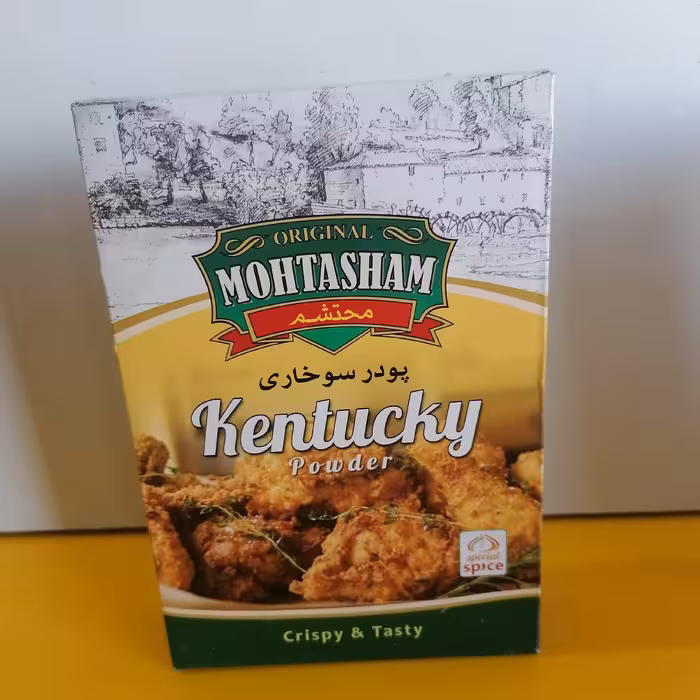 ORIGINAL
MOHTASHAM
محتشم
پودر سوخاری
Kentucky
Powder
special
spice
Crispy & Tasty